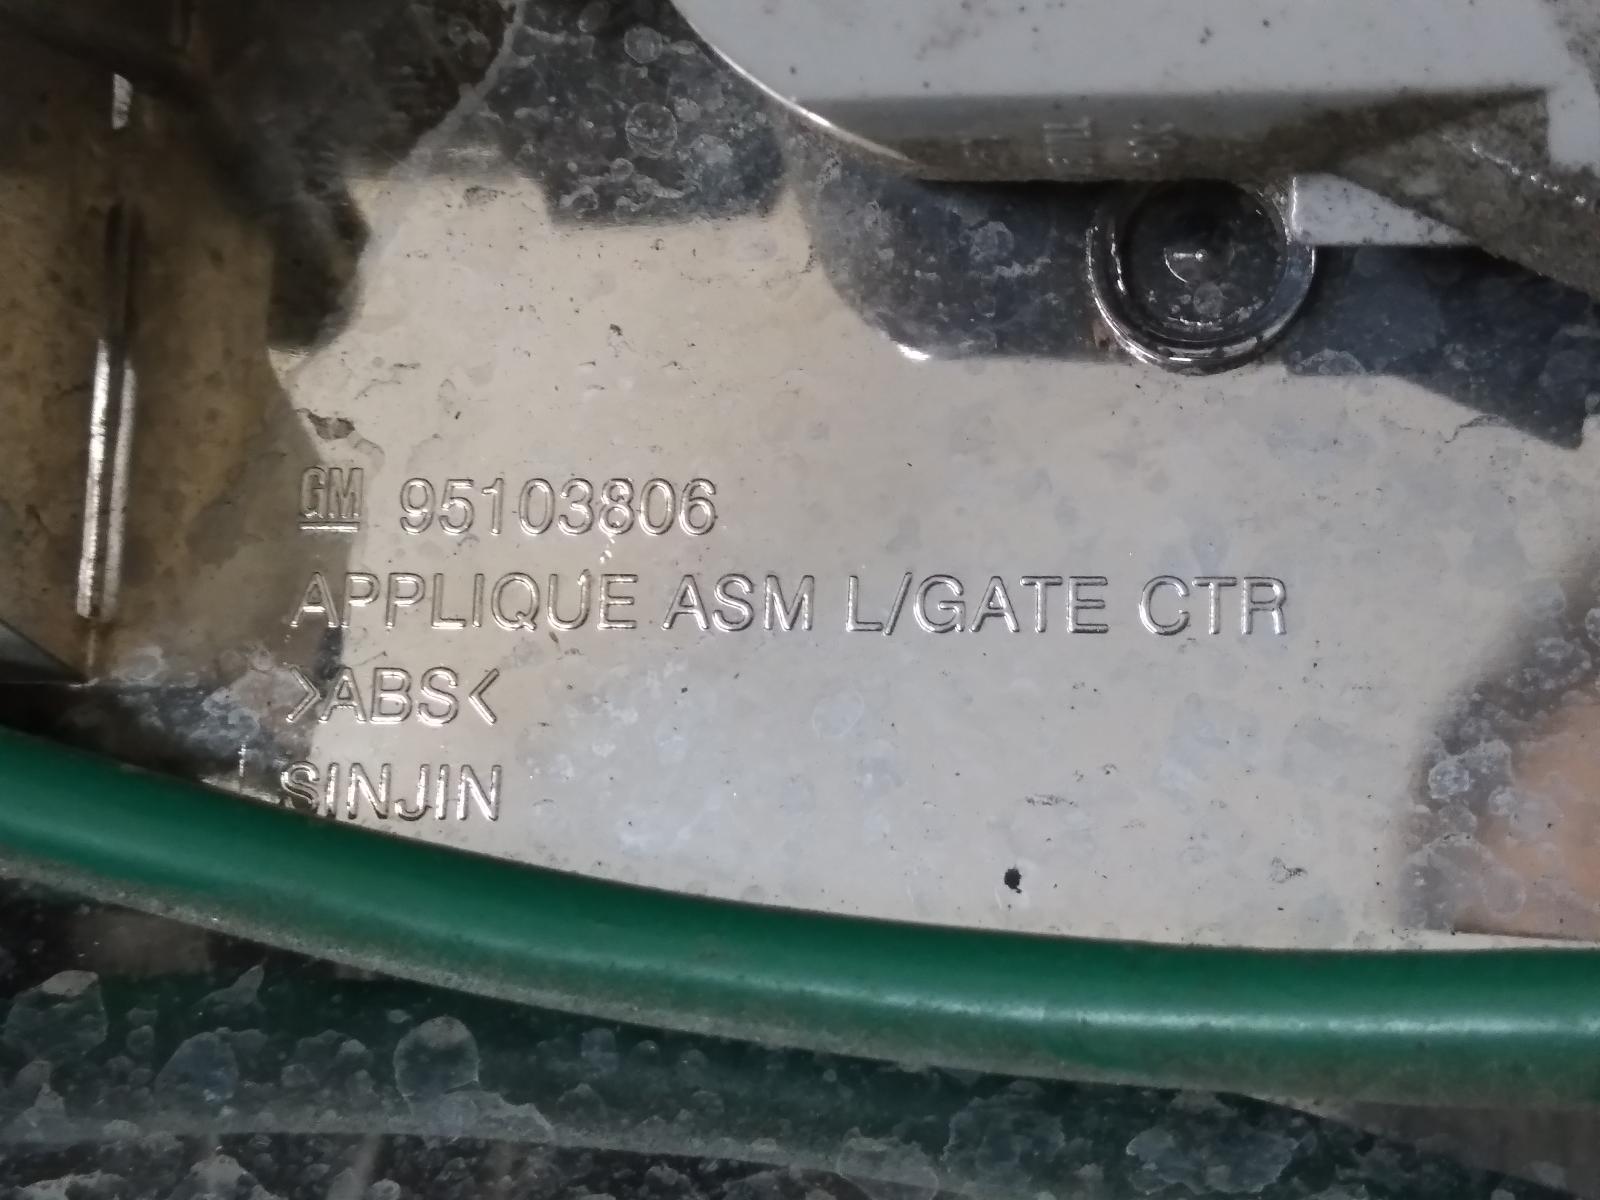 GM 95103806
APPLIQUE ASM L/GATE CTR
>ABS<
SINJIN